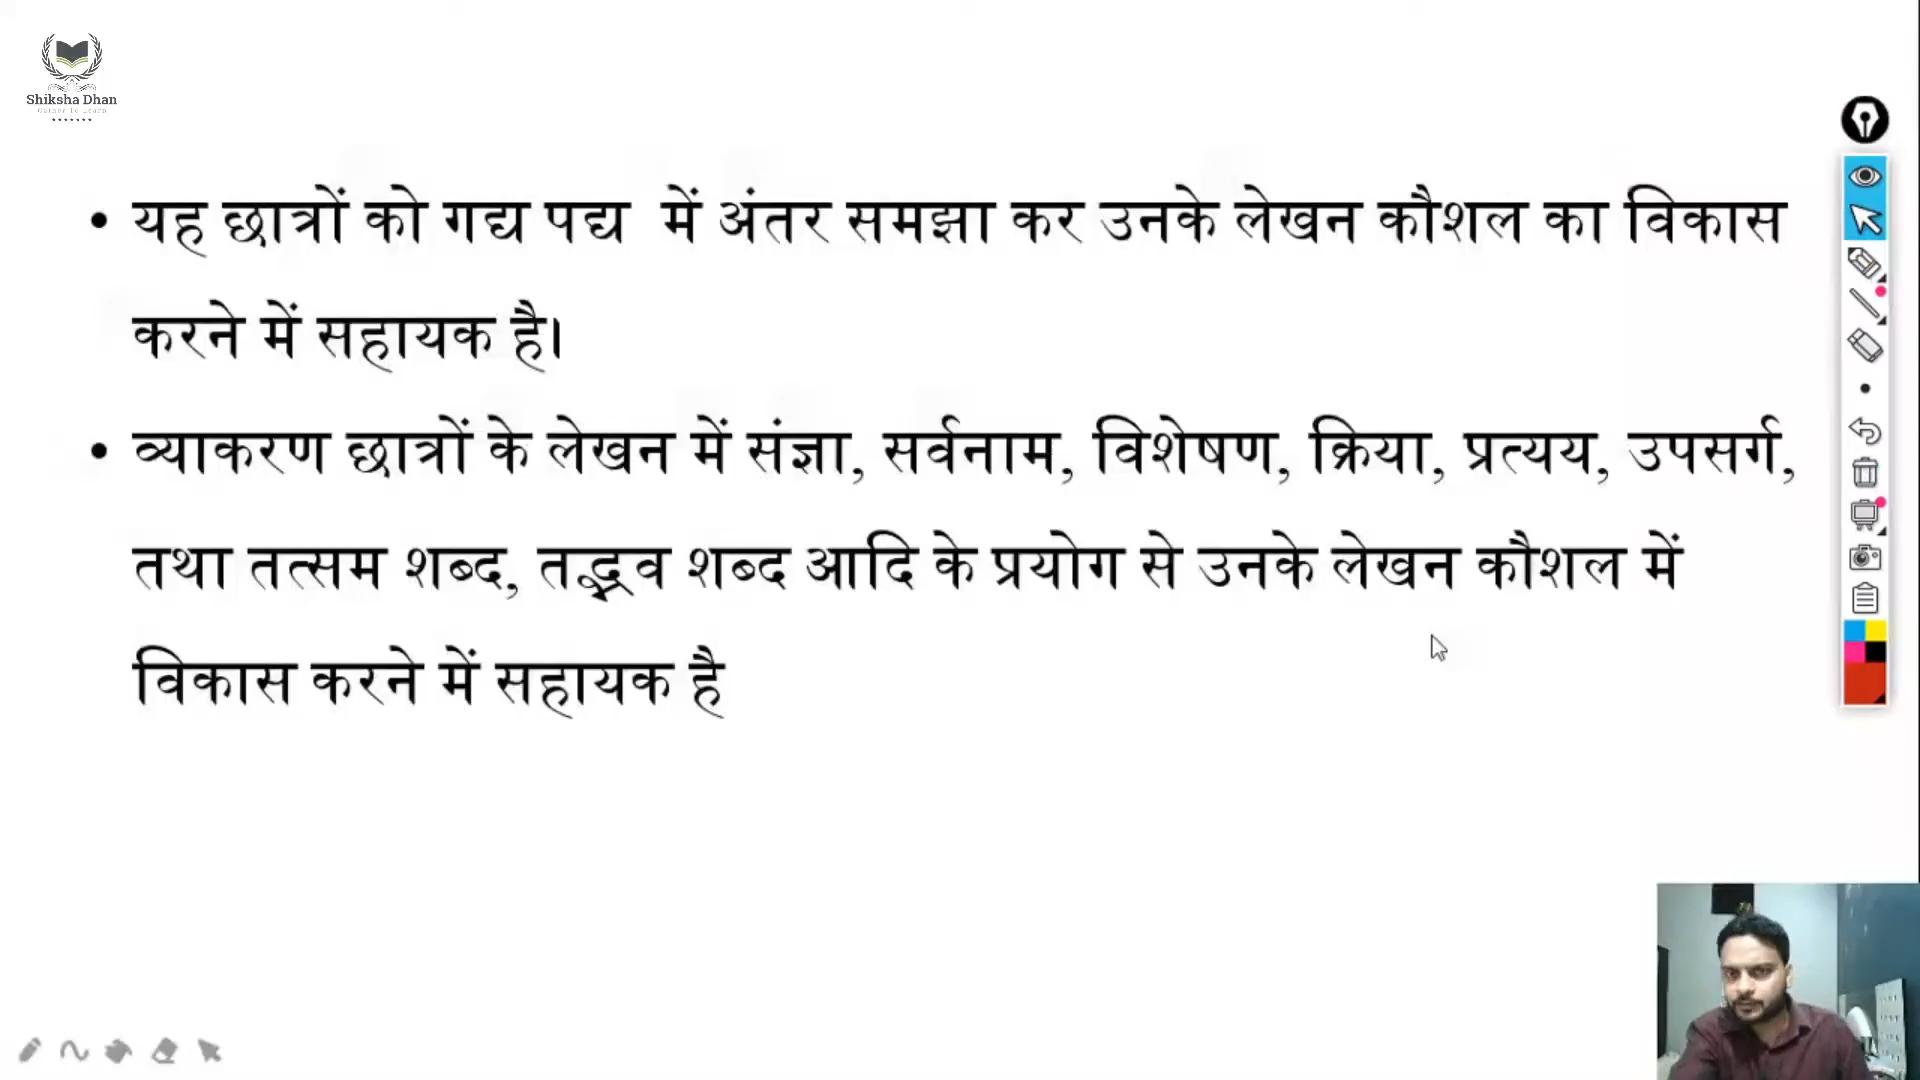 Shiksha Dhan
यह छात्रों को गद्य पद्य में अंतर समझा कर उनके लेखन कौशल का विकास
करने में सहायक है।
व्याकरण छात्रों के लेखन में संज्ञा, सर्वनाम, विशेषण, क्रिया, प्रत्यय, उपसर्ग,
तथा तत्सम शब्द, तद्भव शब्द आदि के प्रयोग से उनके लेखन कौशल में
विकास करने में सहायक है